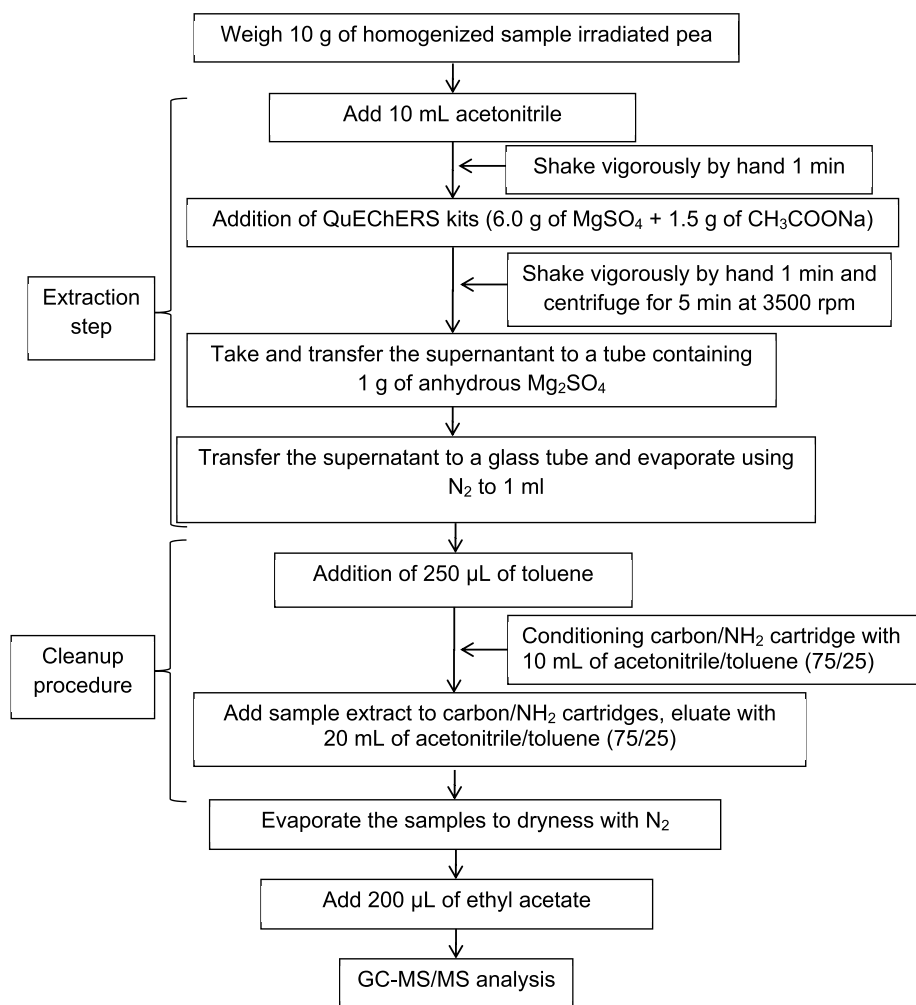 Weigh 10 g of homogenized sample irradiated pea
Add 10 mL acetonitrile
Shake vigorously by hand 1 min
Addition of QuEChERS kits (6.0 g of MgSO₄ + 1.5 g of CH₃COONa)
Shake vigorously by hand 1 min and
centrifuge for 5 min at 3500 rpm
Extraction
step
Take and transfer the supernantant to a tube containing
1 g of anhydrous Mg₂SO₄
Transfer the supernatant to a glass tube and evaporate using
N₂ to 1 ml
Addition of 250 µL of toluene
Conditioning carbon/NH₂ cartridge with
10 mL of acetonitrile/toluene (75/25)
Cleanup
procedure
Add sample extract to carbon/NH₂ cartridges, eluate with
20 mL of acetonitrile/toluene (75/25)
Evaporate the samples to dryness with N₂
Add 200 µL of ethyl acetate
GC-MS/MS analysis